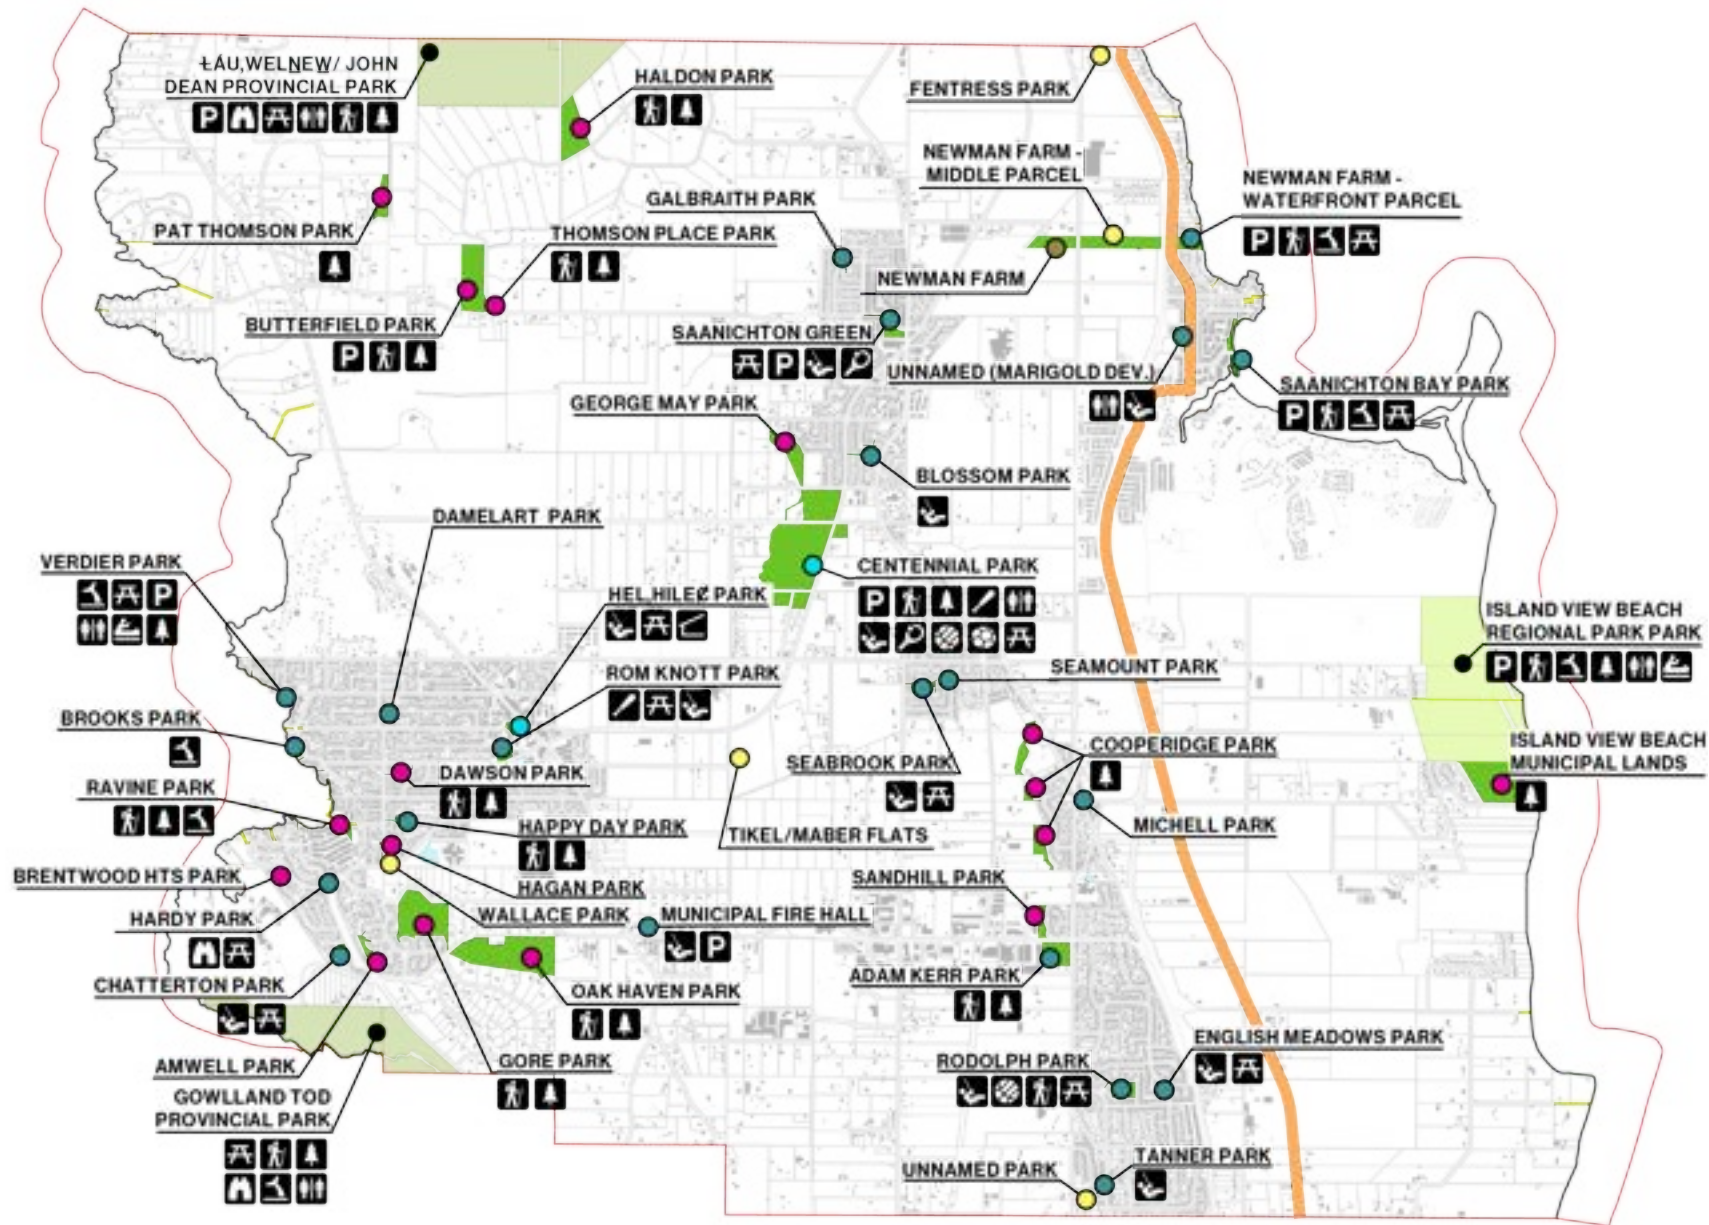 ȽÁU,WELṈEW̱/ JOHN
DEAN PROVINCIAL PARK
P
HALDON PARK
FENTRESS PARK
NEWMAN FARM -
MIDDLE PARCEL
NEWMAN FARM -
WATERFRONT PARCEL
P
GALBRAITH PARK
PAT THOMSON PARK
THOMSON PLACE PARK
NEWMAN FARM
BUTTERFIELD PARK
P
SAANICHTON GREEN
P
UNNAMED (MARIGOLD DEV.)
SAANICHTON BAY PARK
P
GEORGE MAY PARK
BLOSSOM PARK
DAMELART PARK
VERDIER PARK
P
CENTENNIAL PARK
P
HEL,HILEȻ PARK
ISLAND VIEW BEACH
REGIONAL PARK PARK
P
ROM KNOTT PARK
SEAMOUNT PARK
BROOKS PARK
ISLAND VIEW BEACH
MUNICIPAL LANDS
COOPERIDGE PARK
SEABROOK PARK
DAWSON PARK
RAVINE PARK
HAPPY DAY PARK
TIKEL/MABER FLATS
MICHELL PARK
BRENTWOOD HTS PARK
HAGAN PARK
SANDHILL PARK
HARDY PARK
WALLACE PARK
MUNICIPAL FIRE HALL
P
CHATTERTON PARK
OAK HAVEN PARK
ADAM KERR PARK
AMWELL PARK
GORE PARK
RODOLPH PARK
ENGLISH MEADOWS PARK
GOWLLAND TOD
PROVINCIAL PARK
UNNAMED PARK
TANNER PARK